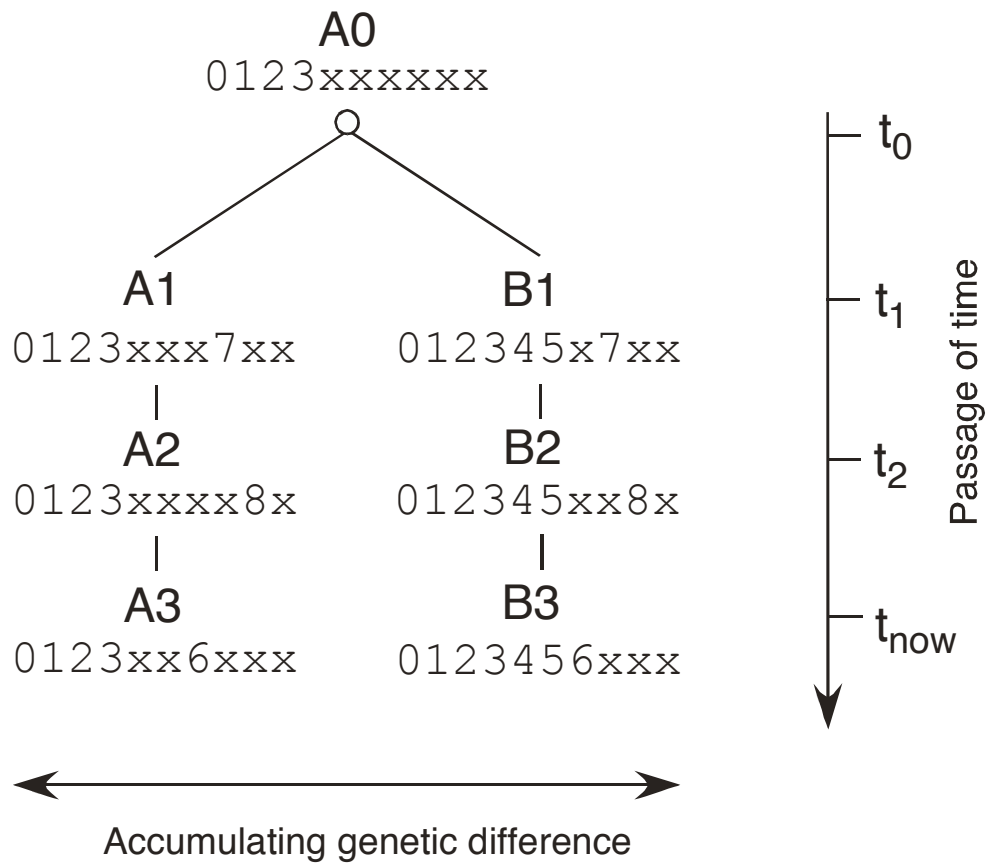 A0
0123xxxxxx
t0
A1 B1
t1
0123xxx7xx 012345x7xx
A2 B2
t2
0123xxxx8x 012345xx8x
A3 B3
tnow
0123xx6xxx 0123456xxx
Passage of time
Accumulating genetic difference